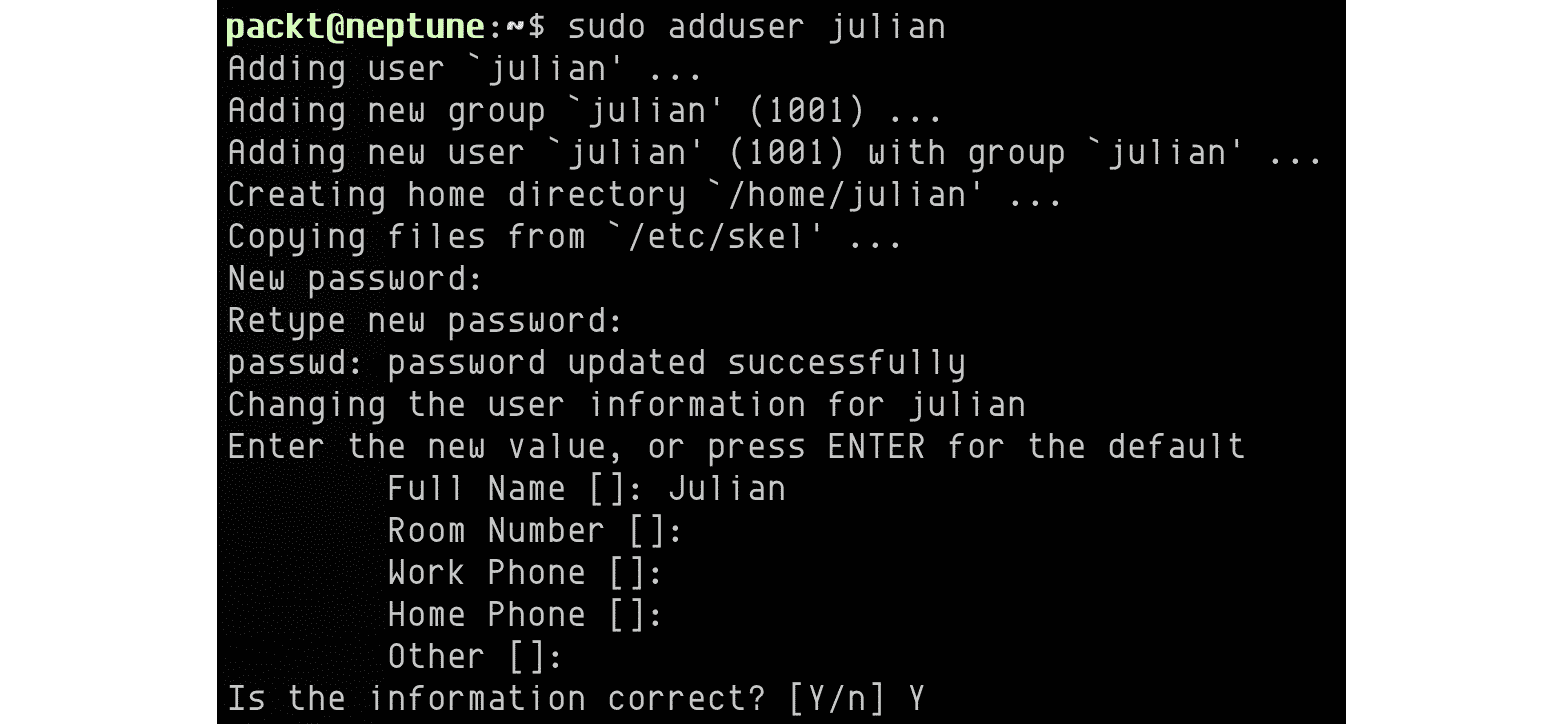 packt@neptune:~$ sudo adduser julian
Adding user `julian' ...
Adding new group `julian' (1001) ...
Adding new user `julian' (1001) with group `julian' ...
Creating home directory `/home/julian' ...
Copying files from `/etc/skel' ...
New password:
Retype new password:
passwd: password updated successfully
Changing the user information for julian
Enter the new value, or press ENTER for the default
        Full Name []: Julian
        Room Number []:
        Work Phone []:
        Home Phone []:
        Other []:
Is the information correct? [Y/n] Y